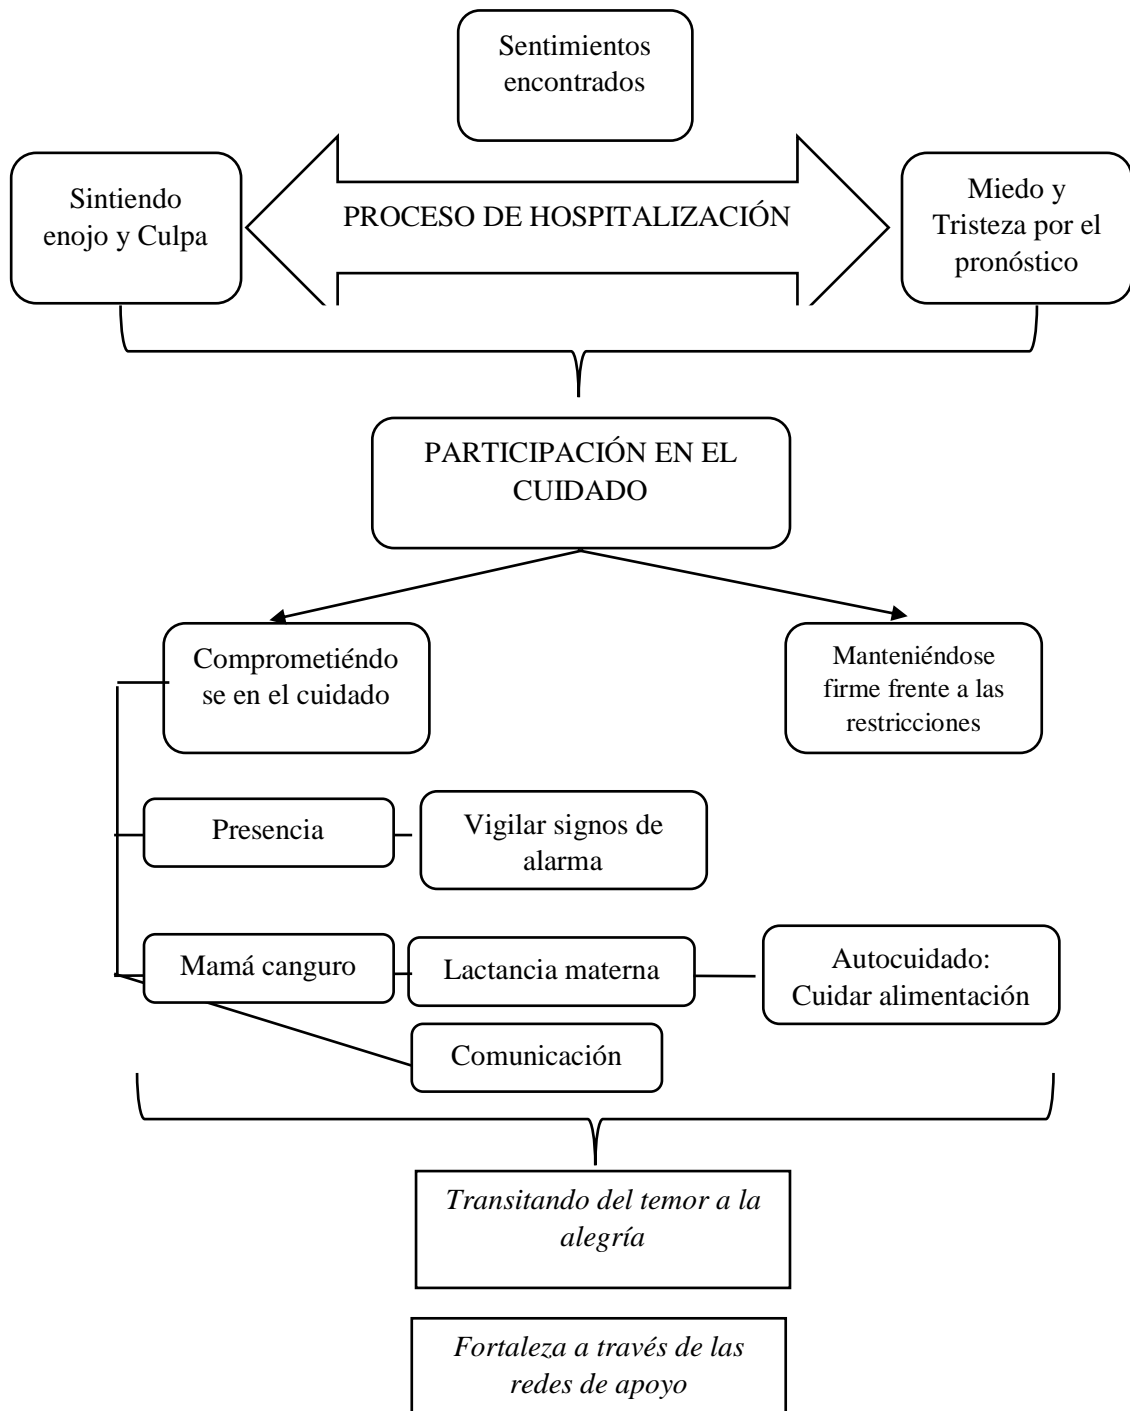 Sentimientos
encontrados
Sintiendo
enojo y Culpa
PROCESO DE HOSPITALIZACIÓN
Miedo y
Tristeza por el
pronóstico
PARTICIPACIÓN EN EL
CUIDADO
Comprometiéndo
se en el cuidado
Manteniéndose
firme frente a las
restricciones
Presencia
Vigilar signos de
alarma
Mamá canguro
Lactancia materna
Autocuidado:
Cuidar alimentación
Comunicación
Transitando del temor a la
alegría
Fortaleza a través de las
redes de apoyo